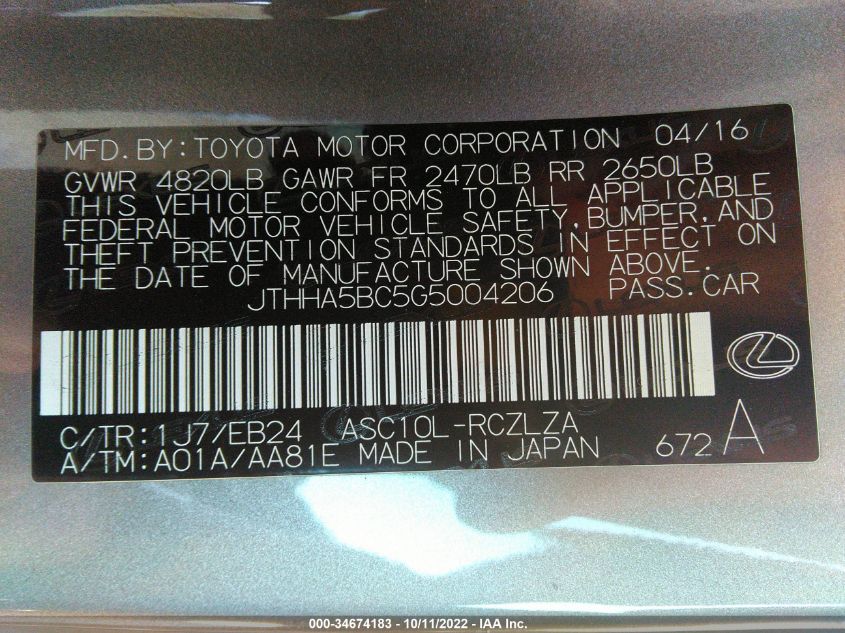 MFD.BY:TOYOTA MOTOR CORPORATION 04/16
GVWR 4820LB GAWR FR 2470LB RR 2650LB
THIS VEHICLE CONFORMS TO ALL APPLICABLE
FEDERAL MOTOR VEHICLE SAFETY,BUMPER,AND
THEFT PREVENTION STANDARDS IN EFFECT ON
THE DATE OF MANUFACTURE SHOWN ABOVE.
JTHHA5BC5G5004206 PASS.CAR
C/TR:1J7/EB24 ASC10L-RCZLZA
A/TM:A01A/AA81E MADE IN JAPAN 672 A
000-34674183 - 10/11/2022 - IAA Inc.